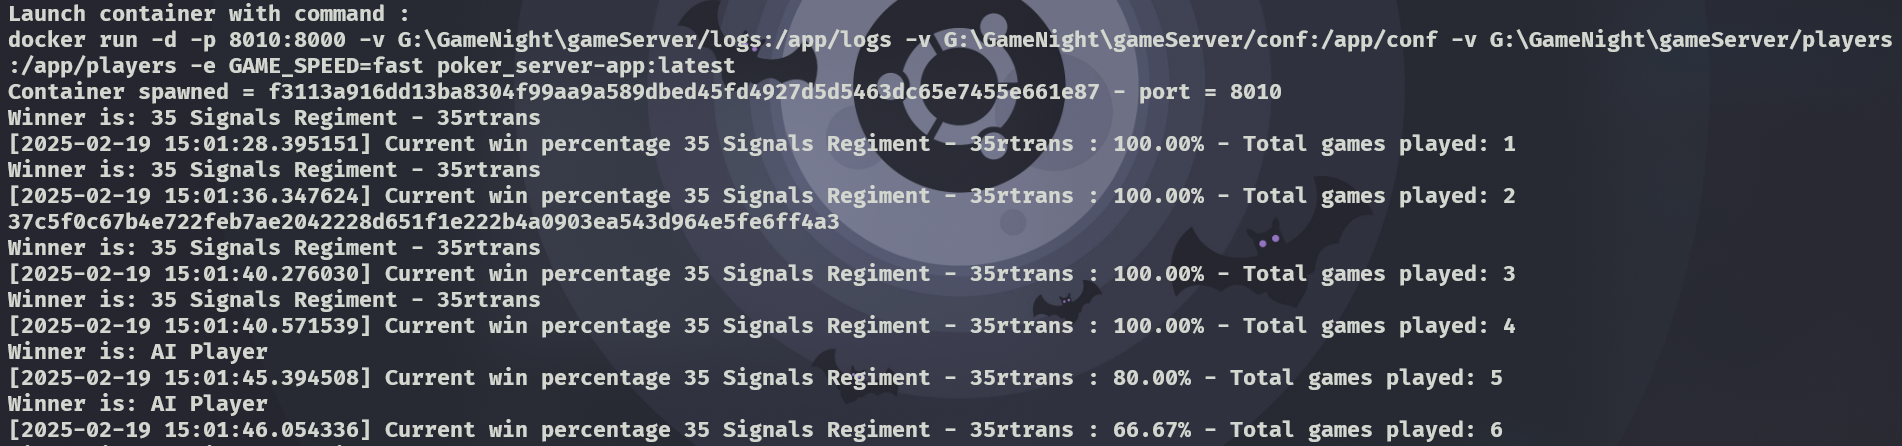 Launch container with command :
docker run -d -p 8010:8000 -v G:\GameNight\gameServer/logs:/app/logs -v G:\GameNight\gameServer/conf:/app/conf -v G:\GameNight\gameServer/players
:/app/players -e GAME_SPEED=fast poker_server-app:latest
Container spawned = f3113a916dd13ba8304f99aa9a589dbed45fd4927d5d5463dc65e7455e661e87 - port = 8010
Winner is: 35 Signals Regiment - 35rtrans
[2025-02-19 15:01:28.395151] Current win percentage 35 Signals Regiment - 35rtrans : 100.00% - Total games played: 1
Winner is: 35 Signals Regiment - 35rtrans
[2025-02-19 15:01:36.347624] Current win percentage 35 Signals Regiment - 35rtrans : 100.00% - Total games played: 2
37c5f0c67b4e722feb7ae2042228d651f1e222b4a0903ea543d964e5fe6ff4a3
Winner is: 35 Signals Regiment - 35rtrans
[2025-02-19 15:01:40.276030] Current win percentage 35 Signals Regiment - 35rtrans : 100.00% - Total games played: 3
Winner is: 35 Signals Regiment - 35rtrans
[2025-02-19 15:01:40.571539] Current win percentage 35 Signals Regiment - 35rtrans : 100.00% - Total games played: 4
Winner is: AI Player
[2025-02-19 15:01:45.394508] Current win percentage 35 Signals Regiment - 35rtrans : 80.00% - Total games played: 5
Winner is: AI Player
[2025-02-19 15:01:46.054336] Current win percentage 35 Signals Regiment - 35rtrans : 66.67% - Total games played: 6